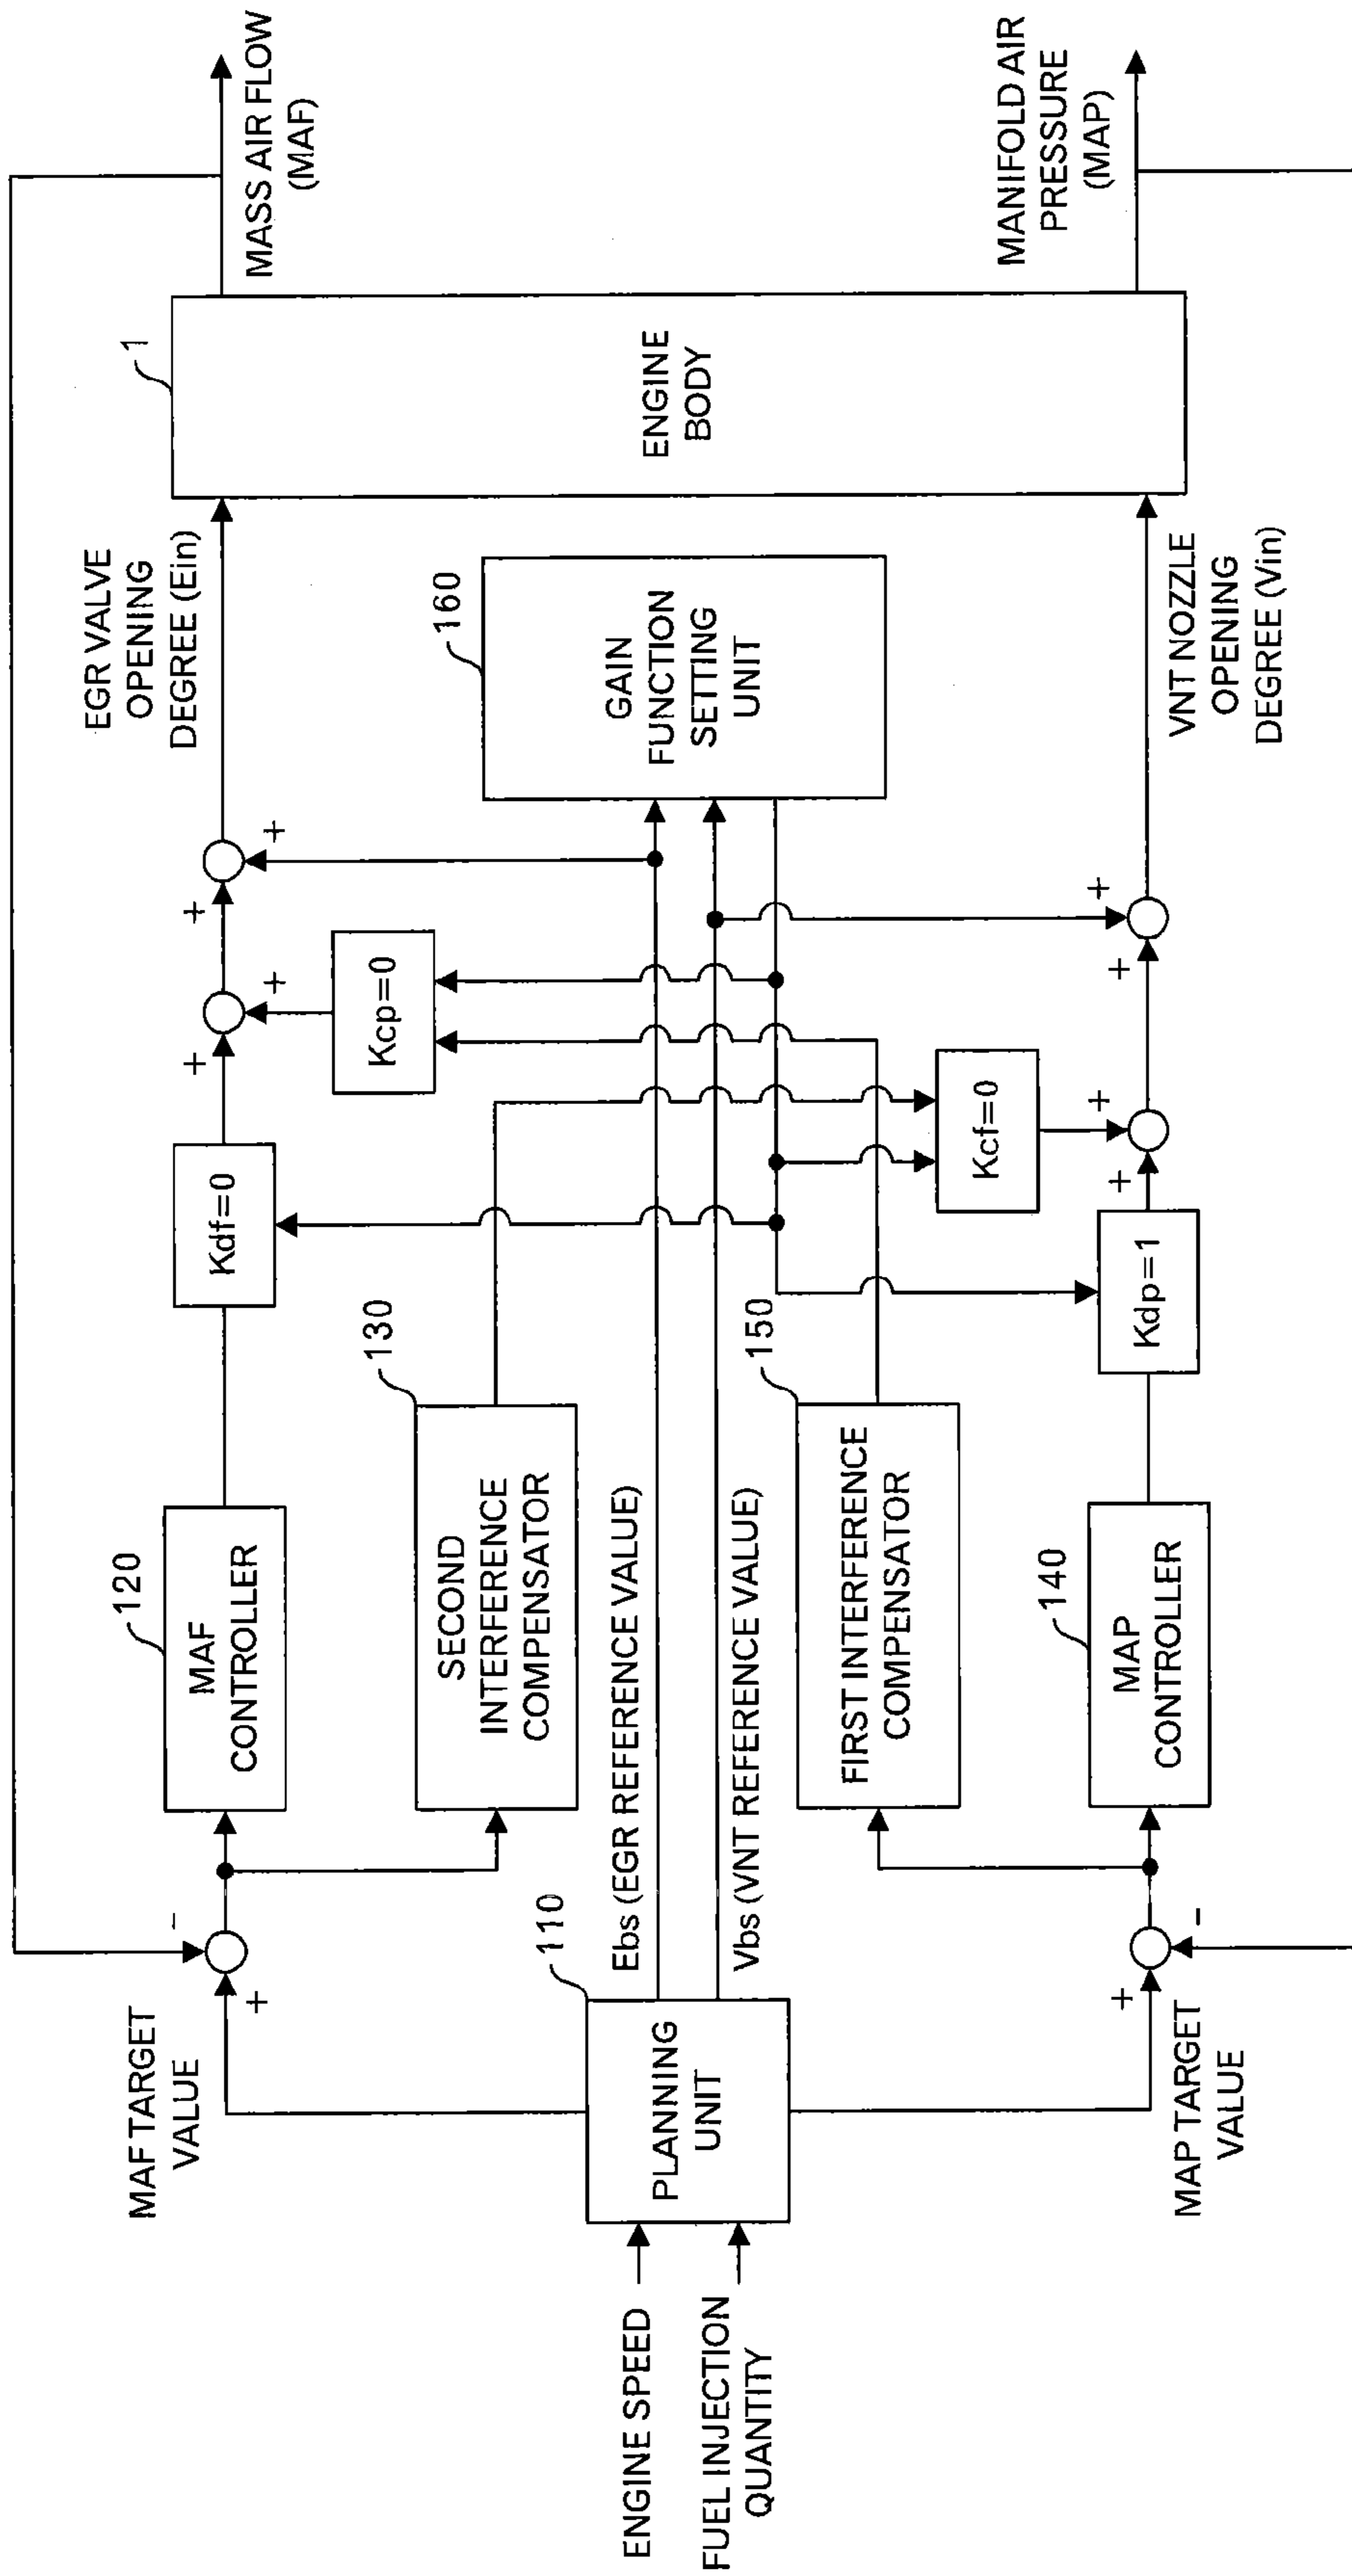 ENGINE SPEED
FUEL INJECTION
QUANTITY
110
PLANNING
UNIT
MAF TARGET
VALUE
+
-
MAP TARGET
VALUE
+
-
120
MAF
CONTROLLER
130
SECOND
INTERFERENCE
COMPENSATOR
Ebs (EGR REFERENCE VALUE)
Vbs (VNT REFERENCE VALUE)
150
FIRST INTERFERENCE
COMPENSATOR
140
MAP
CONTROLLER
Kdf=0
Kdp=1
Kcf=0
Kcp=0
+
+
+
+
+
+
+
+
160
GAIN
FUNCTION
SETTING
UNIT
EGR VALVE
OPENING
DEGREE (Ein)
VNT NOZZLE
OPENING
DEGREE (Vin)
1
ENGINE
BODY
MASS AIR FLOW
(MAF)
MANIFOLD AIR
PRESSURE
(MAP)